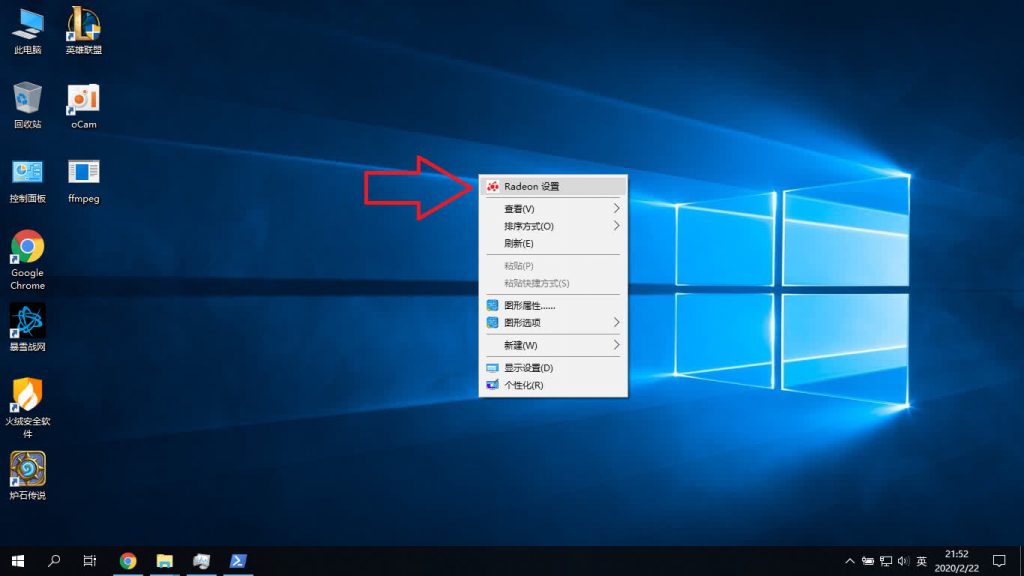 此电脑
英雄联盟
回收站
oCam
控制面板
ffmpeg
Google
Chrome
暴雪战网
火绒安全软
件
炉石传说
Radeon 设置
查看(V)
排序方式(O)
刷新(E)
粘贴(P)
粘贴快捷方式(S)
图形属性......
图形选项
新建(W)
显示设置(D)
个性化(R)
英
21:52
2020/2/22